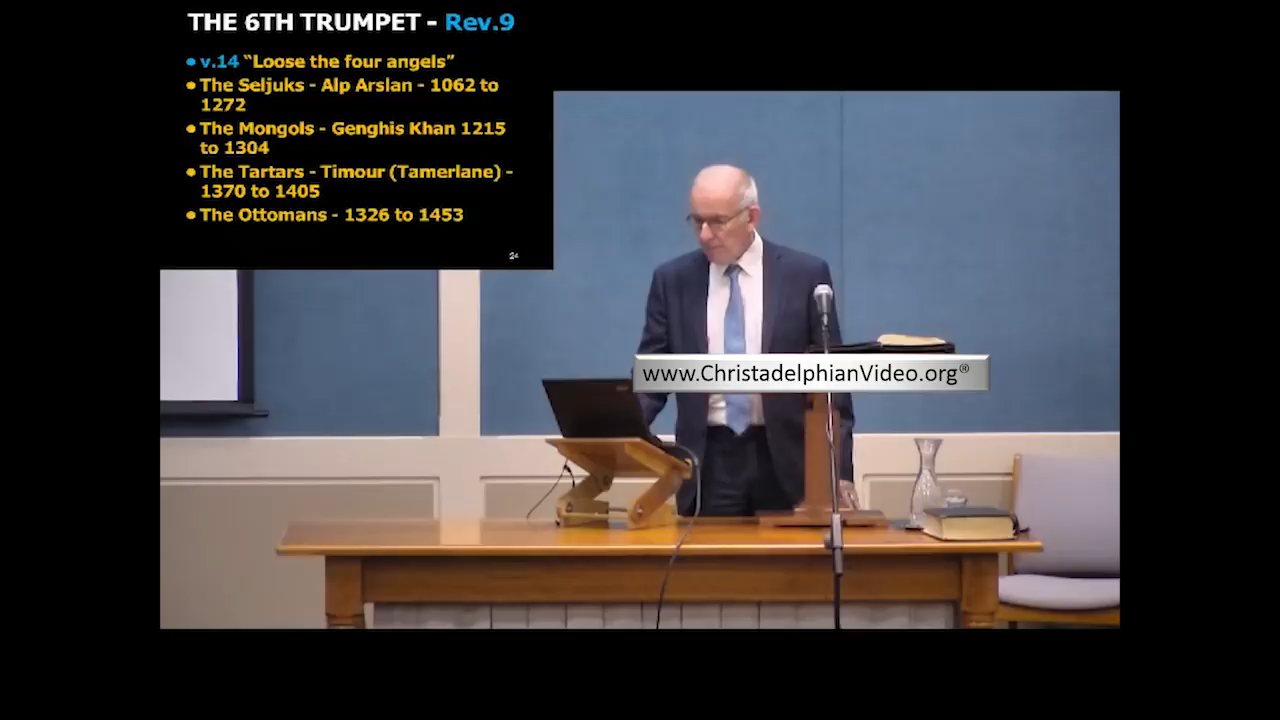 THE 6TH TRUMPET - Rev.9
• v.14 “Loose the four angels”
• The Seljuks - Alp Arslan - 1062 to
1272
• The Mongols - Genghis Khan 1215
to 1304
• The Tartars - Timour (Tamerlane) -
1370 to 1405
• The Ottomans - 1326 to 1453
24
www.ChristadelphianVideo.org®